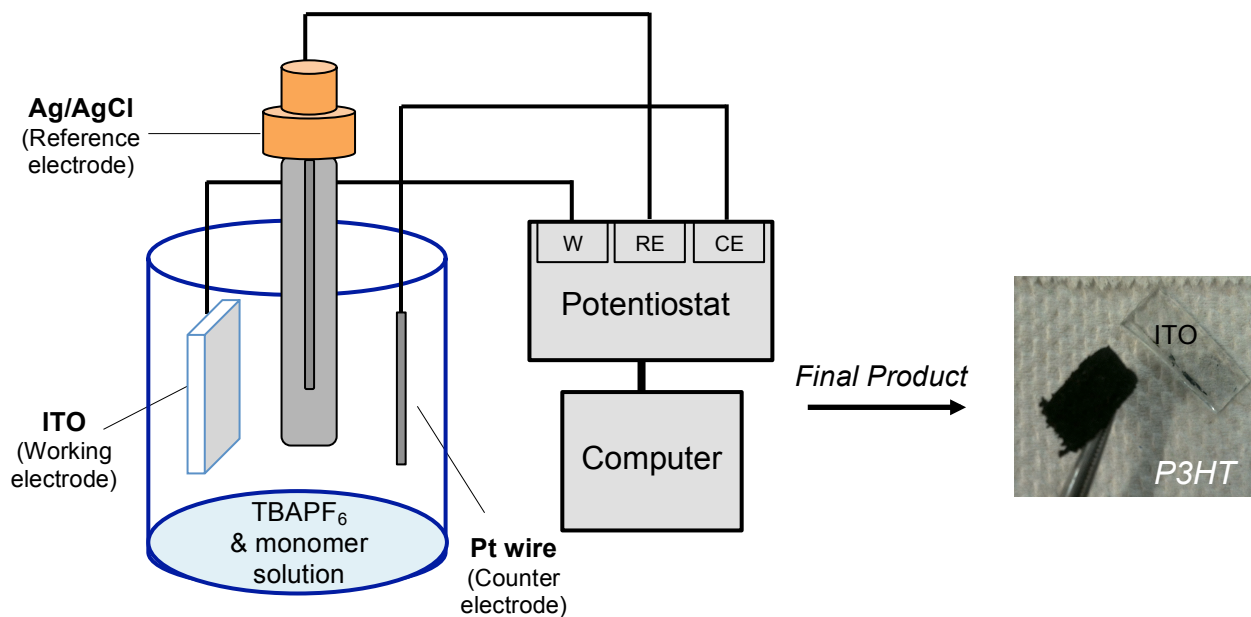 Ag/AgCl
(Reference
electrode)
W
RE
CE
Potentiostat
Computer
ITO
(Working
electrode)
TBAPF₆
& monomer
solution
Pt wire
(Counter
electrode)
Final Product
ITO
P3HT